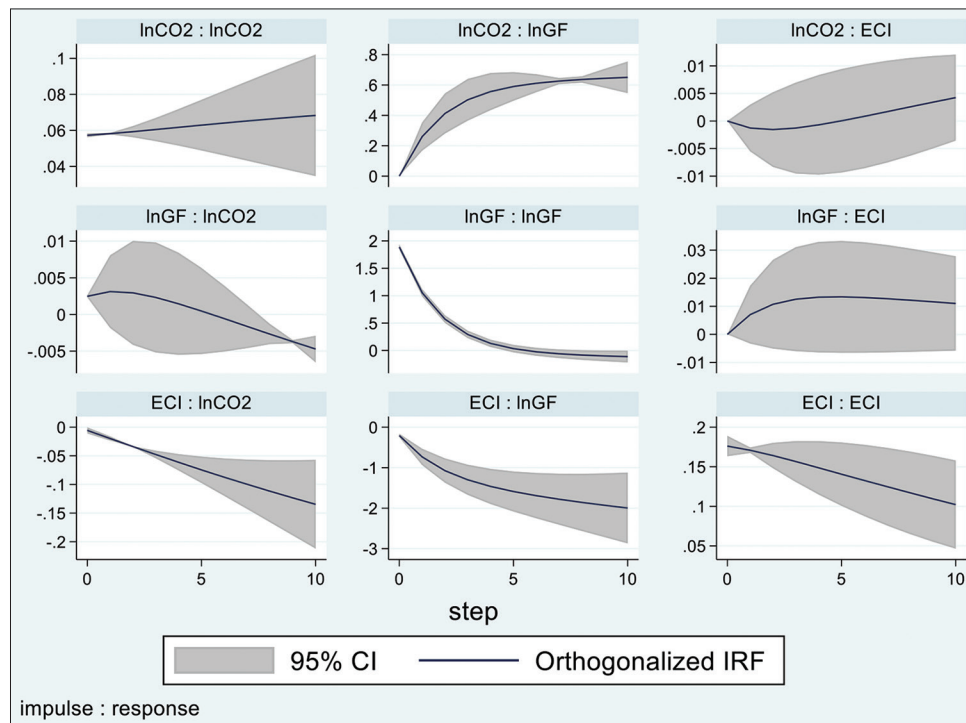 lnCO2 : lnCO2
lnCO2 : lnGF
lnCO2 : ECI
.1
.08
.06
.04
.8
.6
.4
.2
0
.01
.005
0
-.005
-.01
lnGF : lnCO2
lnGF : lnGF
lnGF : ECI
.01
.005
0
-.005
2
1.5
1
.5
0
.03
.02
.01
0
-.01
ECI : lnCO2
ECI : lnGF
ECI : ECI
0
-.05
-.1
-.15
-.2
0
-1
-2
-3
.2
.15
.1
.05
0 5 10
0 5 10
0 5 10
step
95% CI Orthogonalized IRF
impulse : response